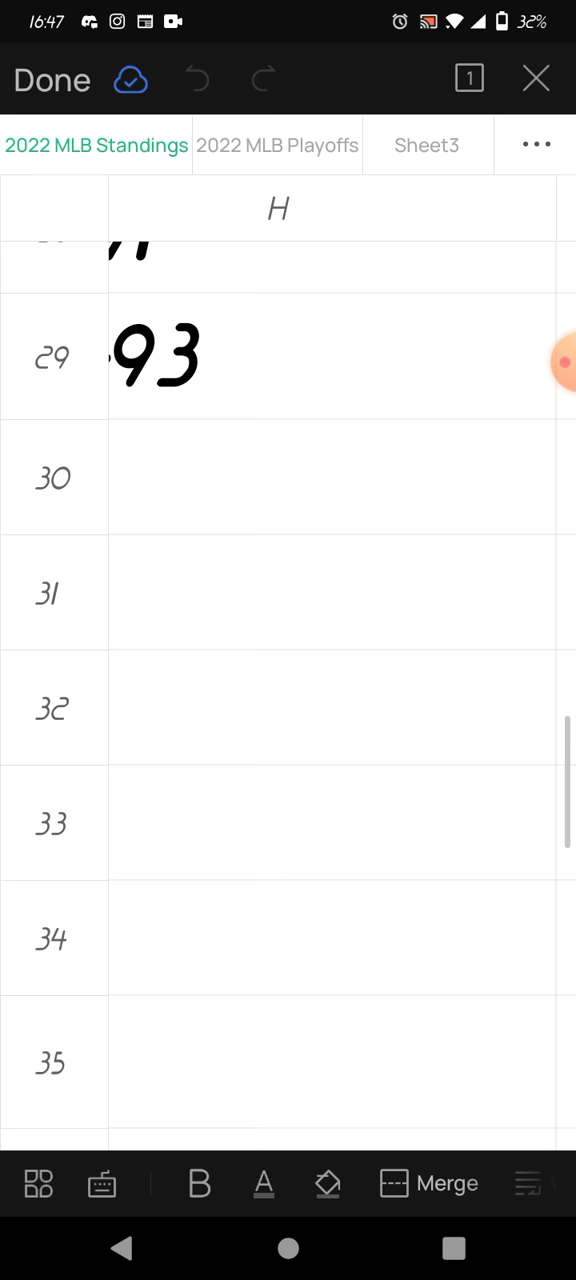 16:47 32%
Done 1
2022 MLB Standings 2022 MLB Playoffs Sheet3
H
29 93
30
31
32
33
34
35
B A Merge